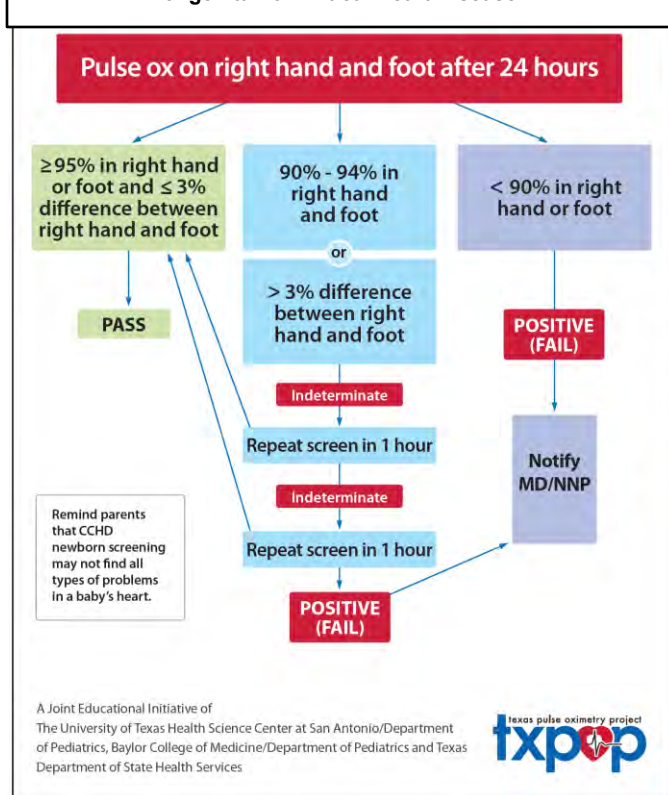 Pulse ox on right hand and foot after 24 hours
≥95% in right hand
or foot and ≤ 3%
difference between
right hand and foot
PASS
90% - 94% in
right hand
and foot
or
> 3% difference
between right
hand and foot
Indeterminate
Repeat screen in 1 hour
Indeterminate
Repeat screen in 1 hour
POSITIVE
(FAIL)
< 90% in right
hand or foot
POSITIVE
(FAIL)
Notify
MD/NNP
Remind parents
that CCHD
newborn screening
may not find all
types of problems
in a baby's heart.
A Joint Educational Initiative of
The University of Texas Health Science Center at San Antonio/Department
of Pediatrics, Baylor College of Medicine/Department of Pediatrics and Texas
Department of State Health Services
texas pulse oximetry project
txpop